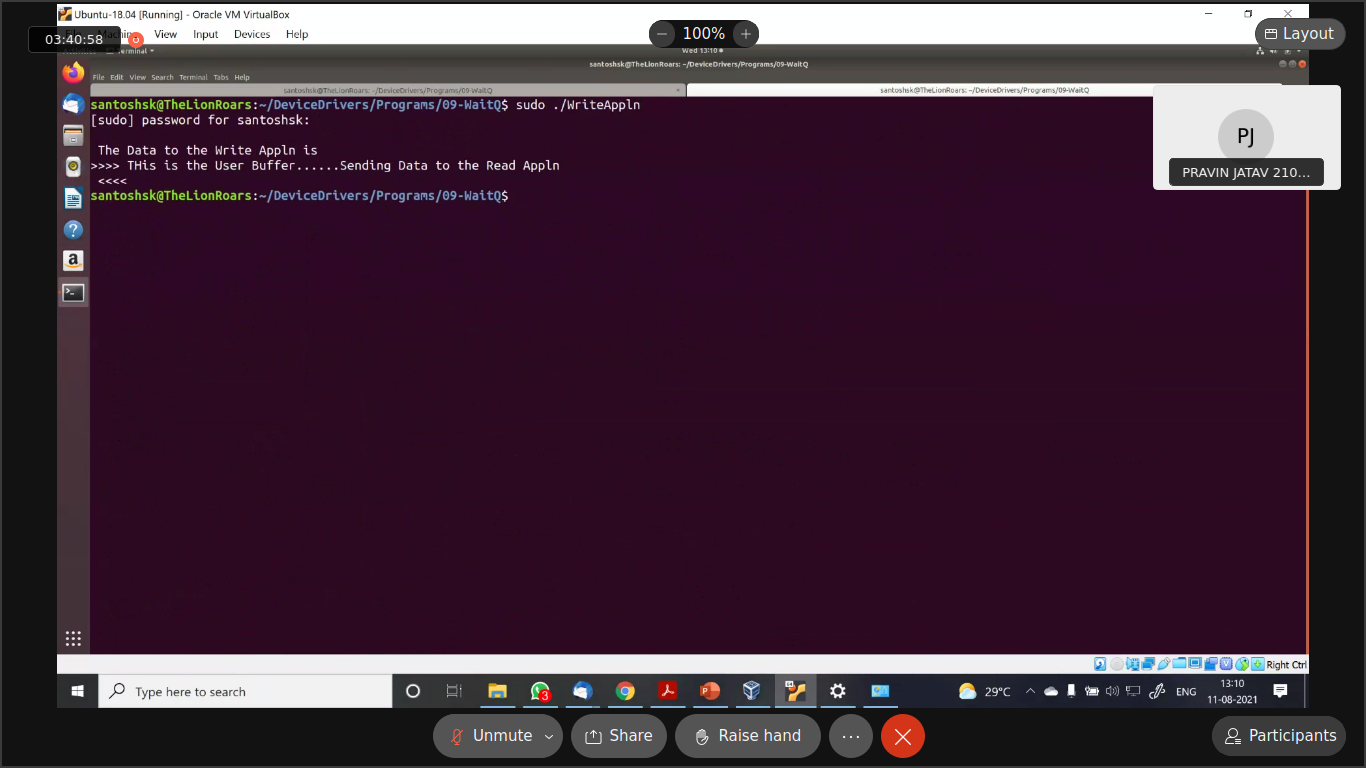 Ubuntu-18.04 [Running] - Oracle VM VirtualBox
03:40:58
View Input Devices Help
100%
Layout
Terminal
Wed 13:10
santoshsk@TheLionRoars: ~/DeviceDrivers/Programs/09-WaitQ
File Edit View Search Terminal Tabs Help
santoshsk@TheLionRoars: ~/DeviceDrivers/Programs/09-WaitQ
santoshsk@TheLionRoars: ~/DeviceDrivers/Programs/09-WaitQ
santoshsk@TheLionRoars:~/DeviceDrivers/Programs/09-WaitQ$ sudo ./WriteAppln
[sudo] password for santoshsk:
The Data to the Write Appln is
>>>> THis is the User Buffer......Sending Data to the Read Appln
<<<<
santoshsk@TheLionRoars:~/DeviceDrivers/Programs/09-WaitQ$
PJ
PRAVIN JATAV 210...
Right Ctrl
Type here to search
3
29°C
ENG
13:10
11-08-2021
Unmute
Share
Raise hand
Participants